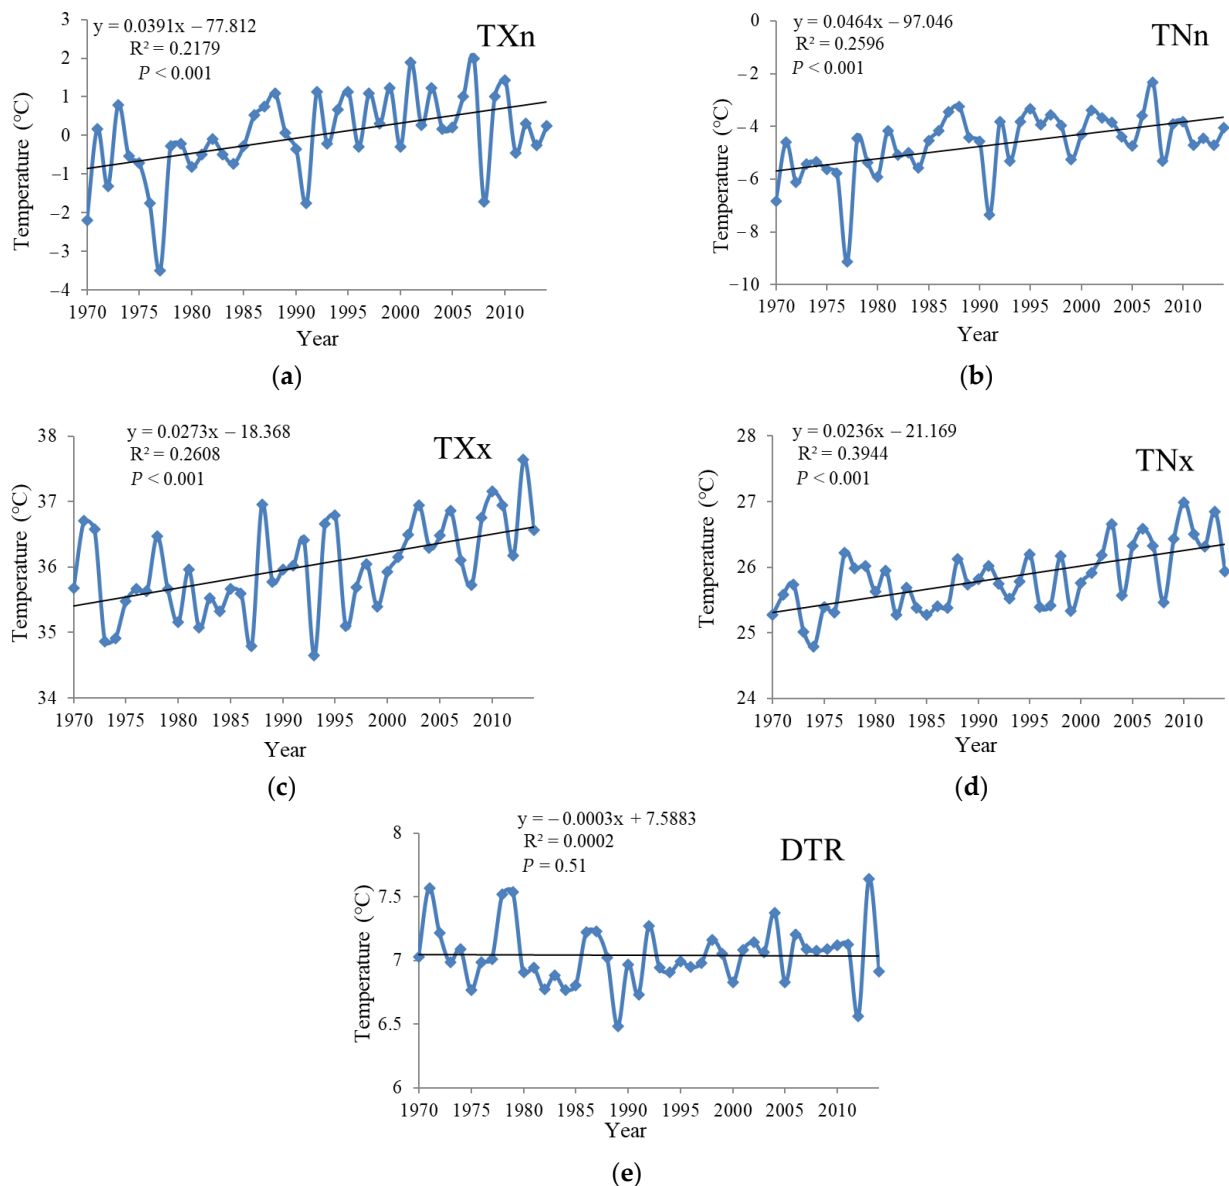 y = 0.0391x − 77.812
R² = 0.2179
P < 0.001
TXn
3
2
1
0
−1
−2
−3
−4
Temperature (°C)
1970 1975 1980 1985 1990 1995 2000 2005 2010
Year
(a)
y = 0.0464x − 97.046
R² = 0.2596
P < 0.001
TNn
0
−2
−4
−6
−8
−10
Temperature (°C)
1970 1975 1980 1985 1990 1995 2000 2005 2010
Year
(b)
y = 0.0273x − 18.368
R² = 0.2608
P < 0.001
TXx
38
37
36
35
34
Temperature (°C)
1970 1975 1980 1985 1990 1995 2000 2005 2010
Year
(c)
y = 0.0236x − 21.169
R² = 0.3944
P < 0.001
TNx
28
27
26
25
24
Temperature (°C)
1970 1975 1980 1985 1990 1995 2000 2005 2010
Year
(d)
y = − 0.0003x + 7.5883
R² = 0.0002
P = 0.51
DTR
8
7.5
7
6.5
6
Temperature (°C)
1970 1975 1980 1985 1990 1995 2000 2005 2010
Year
(e)